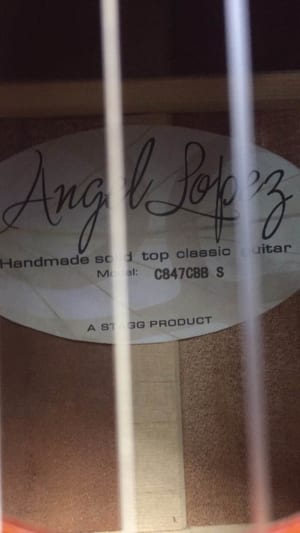 Angel Lopez
Handmade solid top classic guitar
Model: C847CBB S
A STAGG PRODUCT